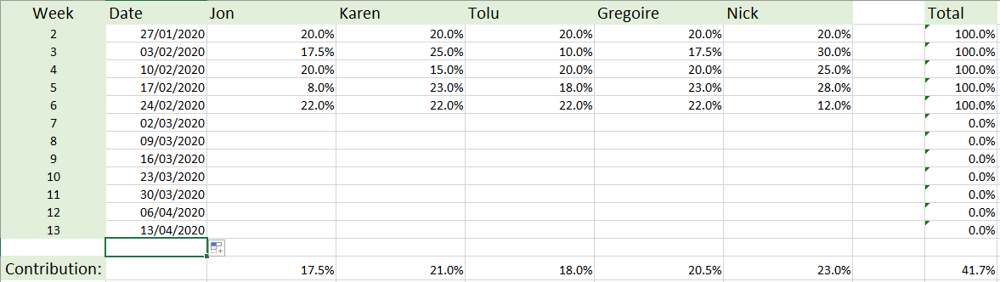 Week Date Jon Karen Tolu Gregoire Nick Total
2 27/01/2020 20.0% 20.0% 20.0% 20.0% 20.0% 100.0%
3 03/02/2020 17.5% 25.0% 10.0% 17.5% 30.0% 100.0%
4 10/02/2020 20.0% 15.0% 20.0% 20.0% 25.0% 100.0%
5 17/02/2020 8.0% 23.0% 18.0% 23.0% 28.0% 100.0%
6 24/02/2020 22.0% 22.0% 22.0% 22.0% 12.0% 100.0%
7 02/03/2020 0.0%
8 09/03/2020 0.0%
9 16/03/2020 0.0%
10 23/03/2020 0.0%
11 30/03/2020 0.0%
12 06/04/2020 0.0%
13 13/04/2020 0.0%
Contribution: 17.5% 21.0% 18.0% 20.5% 23.0% 41.7%